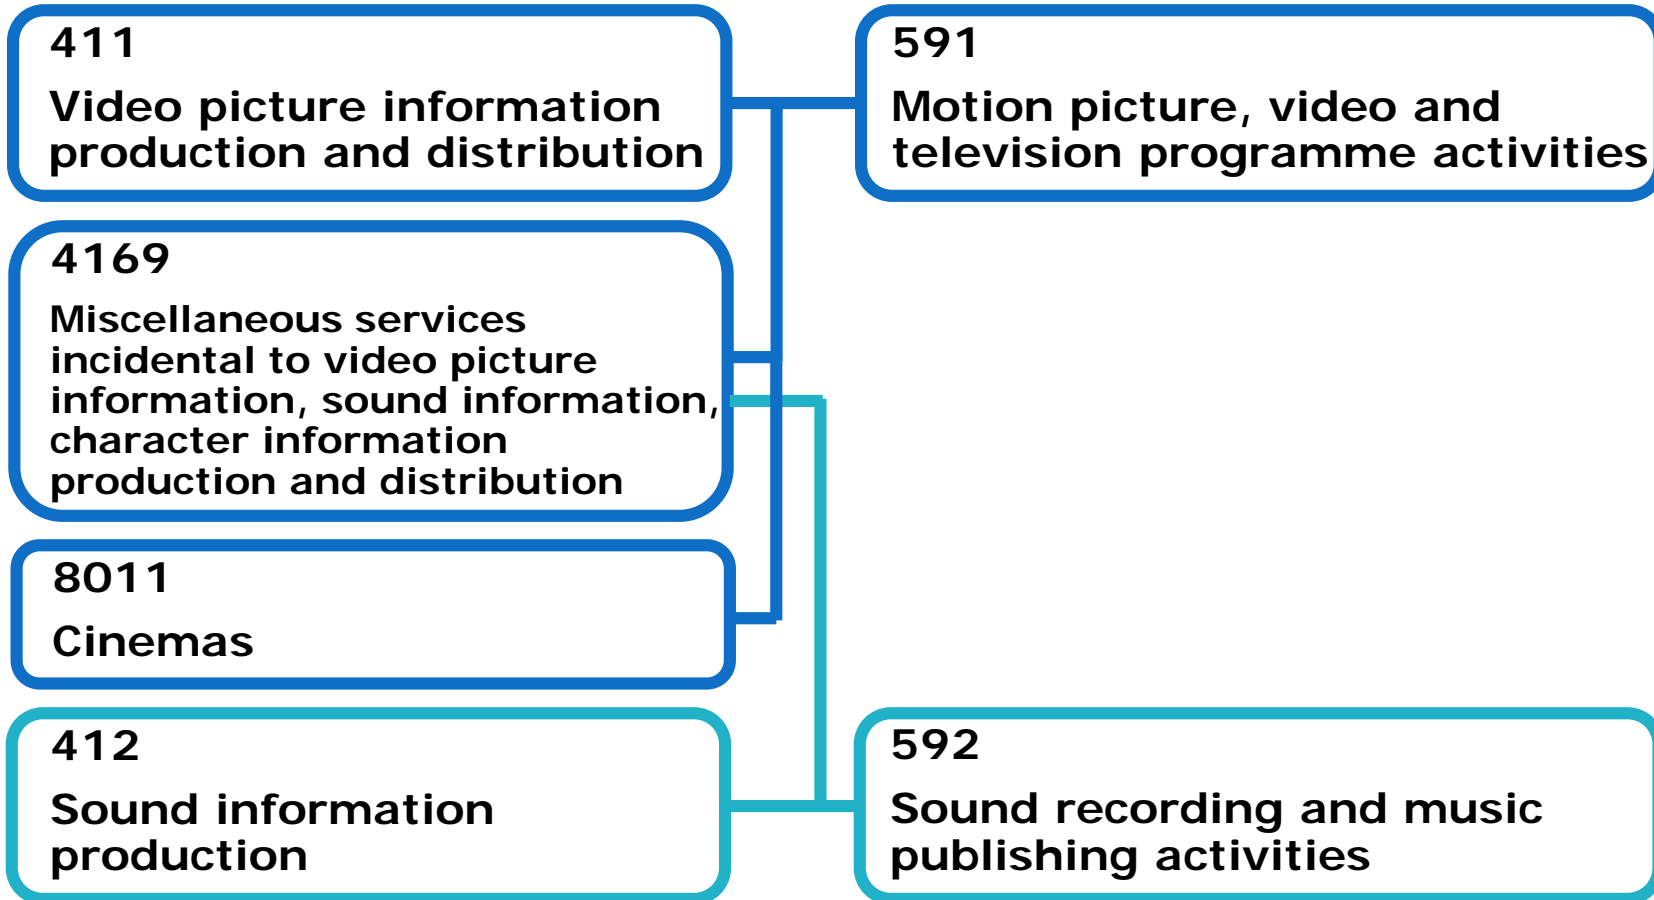 411
Video picture information
production and distribution
591
Motion picture, video and
television programme activities
4169
Miscellaneous services
incidental to video picture
information, sound information,
character information
production and distribution
8011
Cinemas
412
Sound information
production
592
Sound recording and music
publishing activities